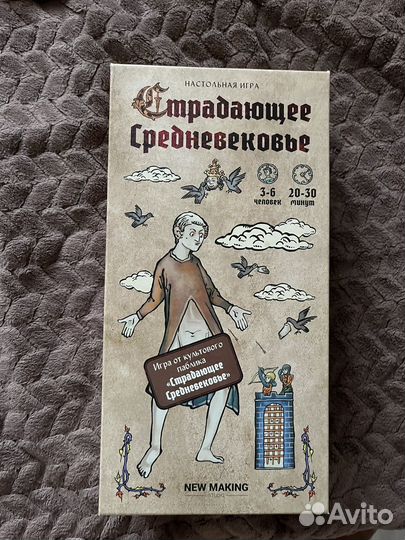 НАСТОЛЬНАЯ ИГРА
Страдающее
Средневековье
3-6
человек
20-30
минут
Игра от культового
паблика
«Страдающее
Средневековье»
NEW MAKING
STUDIO
Avito